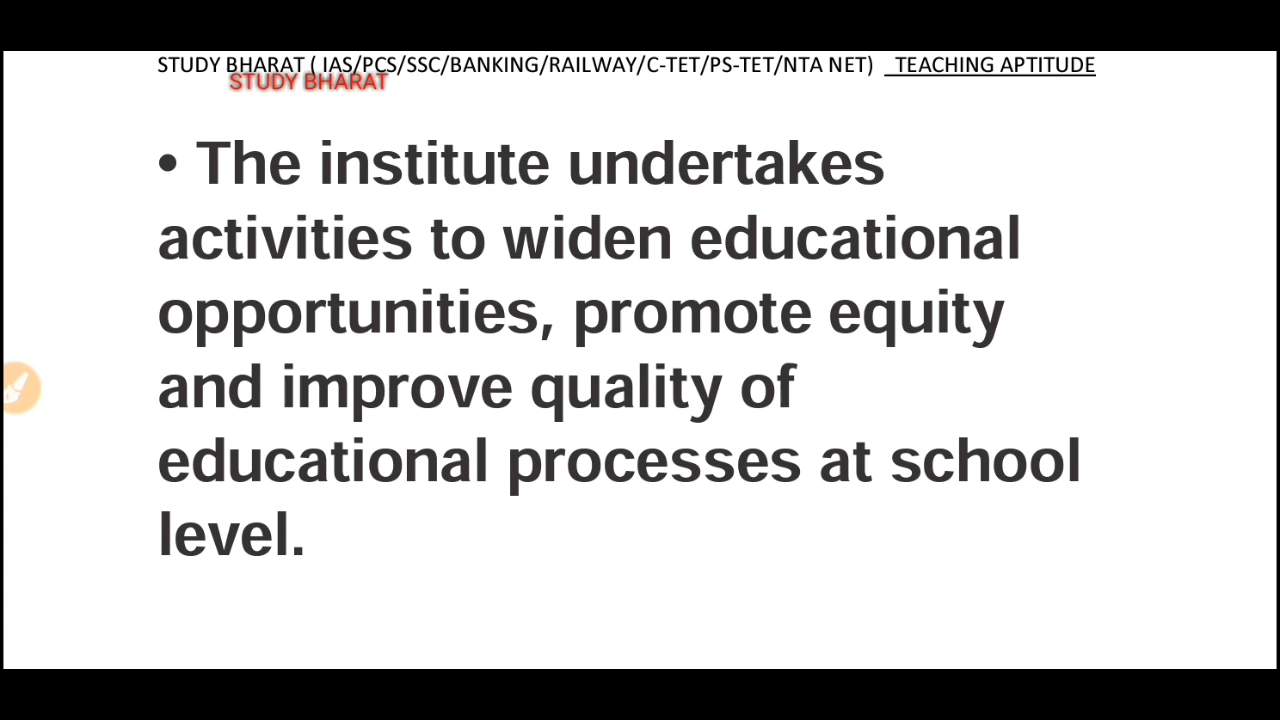 STUDY BHARAT ( IAS/PCS/SSC/BANKING/RAILWAY/C-TET/PS-TET/NTA NET) TEACHING APTITUDE
STUDY BHARAT
• The institute undertakes
activities to widen educational
opportunities, promote equity
and improve quality of
educational processes at school
level.